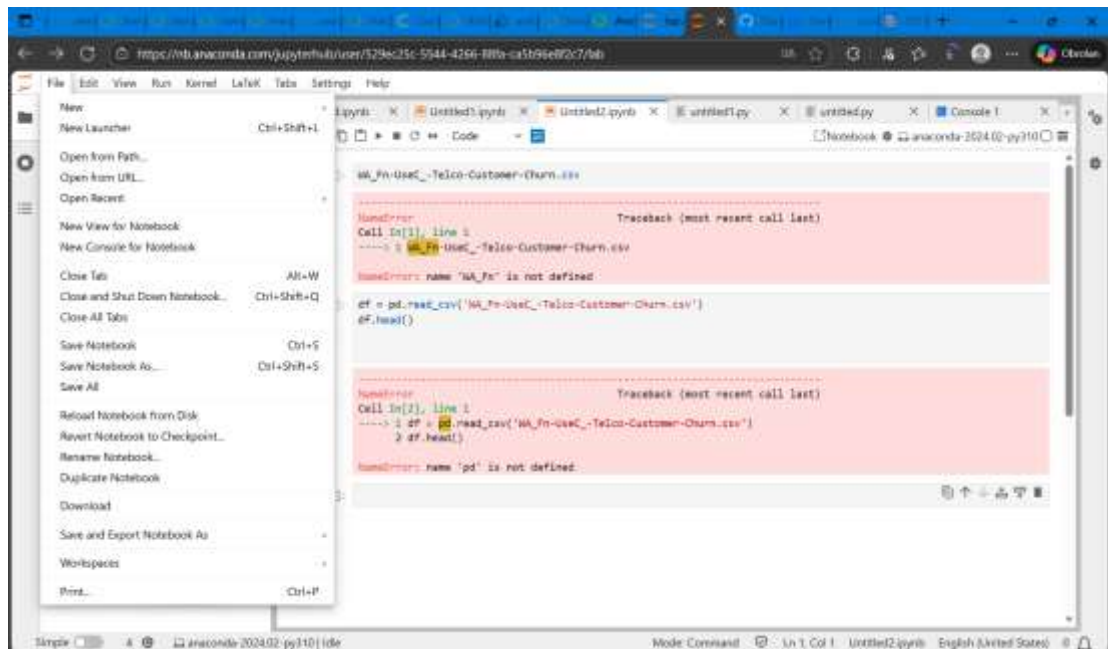 https://nb.anaconda.com/jupyterhub/user/
File Edit View Run Kernel LaTeX Tabs Settings Help
New
New Launcher Ctrl+Shift+L
Open from Path...
Open from URL...
Open Recent
New View for Notebook
New Console for Notebook
Close Tab Alt+W
Close and Shut Down Notebook... Ctrl+Shift+Q
Close All Tabs
Save Notebook Ctrl+S
Save Notebook As... Ctrl+Shift+S
Save All
Reload Notebook from Disk
Revert Notebook to Checkpoint...
Rename Notebook...
Duplicate Notebook
Download
Save and Export Notebook As
Workspaces
Print... Ctrl+P
Untitled1.ipynb Untitled2.ipynb untitled1.py untitled.py Console 1
Code Notebook anaconda-2024.02-py310
WA_Fn-UseC_-Telco-Customer-Churn.csv
NameError Traceback (most recent call last)
Cell In[1], line 1
----> 1 WA_Fn-UseC_-Telco-Customer-Churn.csv
NameError: name 'WA_Fn' is not defined
df = pd.read_csv('WA_Fn-UseC_-Telco-Customer-Churn.csv')
df.head()
NameError Traceback (most recent call last)
Cell In[2], line 1
----> 1 df = pd.read_csv('WA_Fn-UseC_-Telco-Customer-Churn.csv')
2 df.head()
NameError: name 'pd' is not defined
Simple 4 anaconda-2024.02-py310 | Idle Mode: Command Ln 1, Col 1 Untitled2.ipynb English (United States) 0